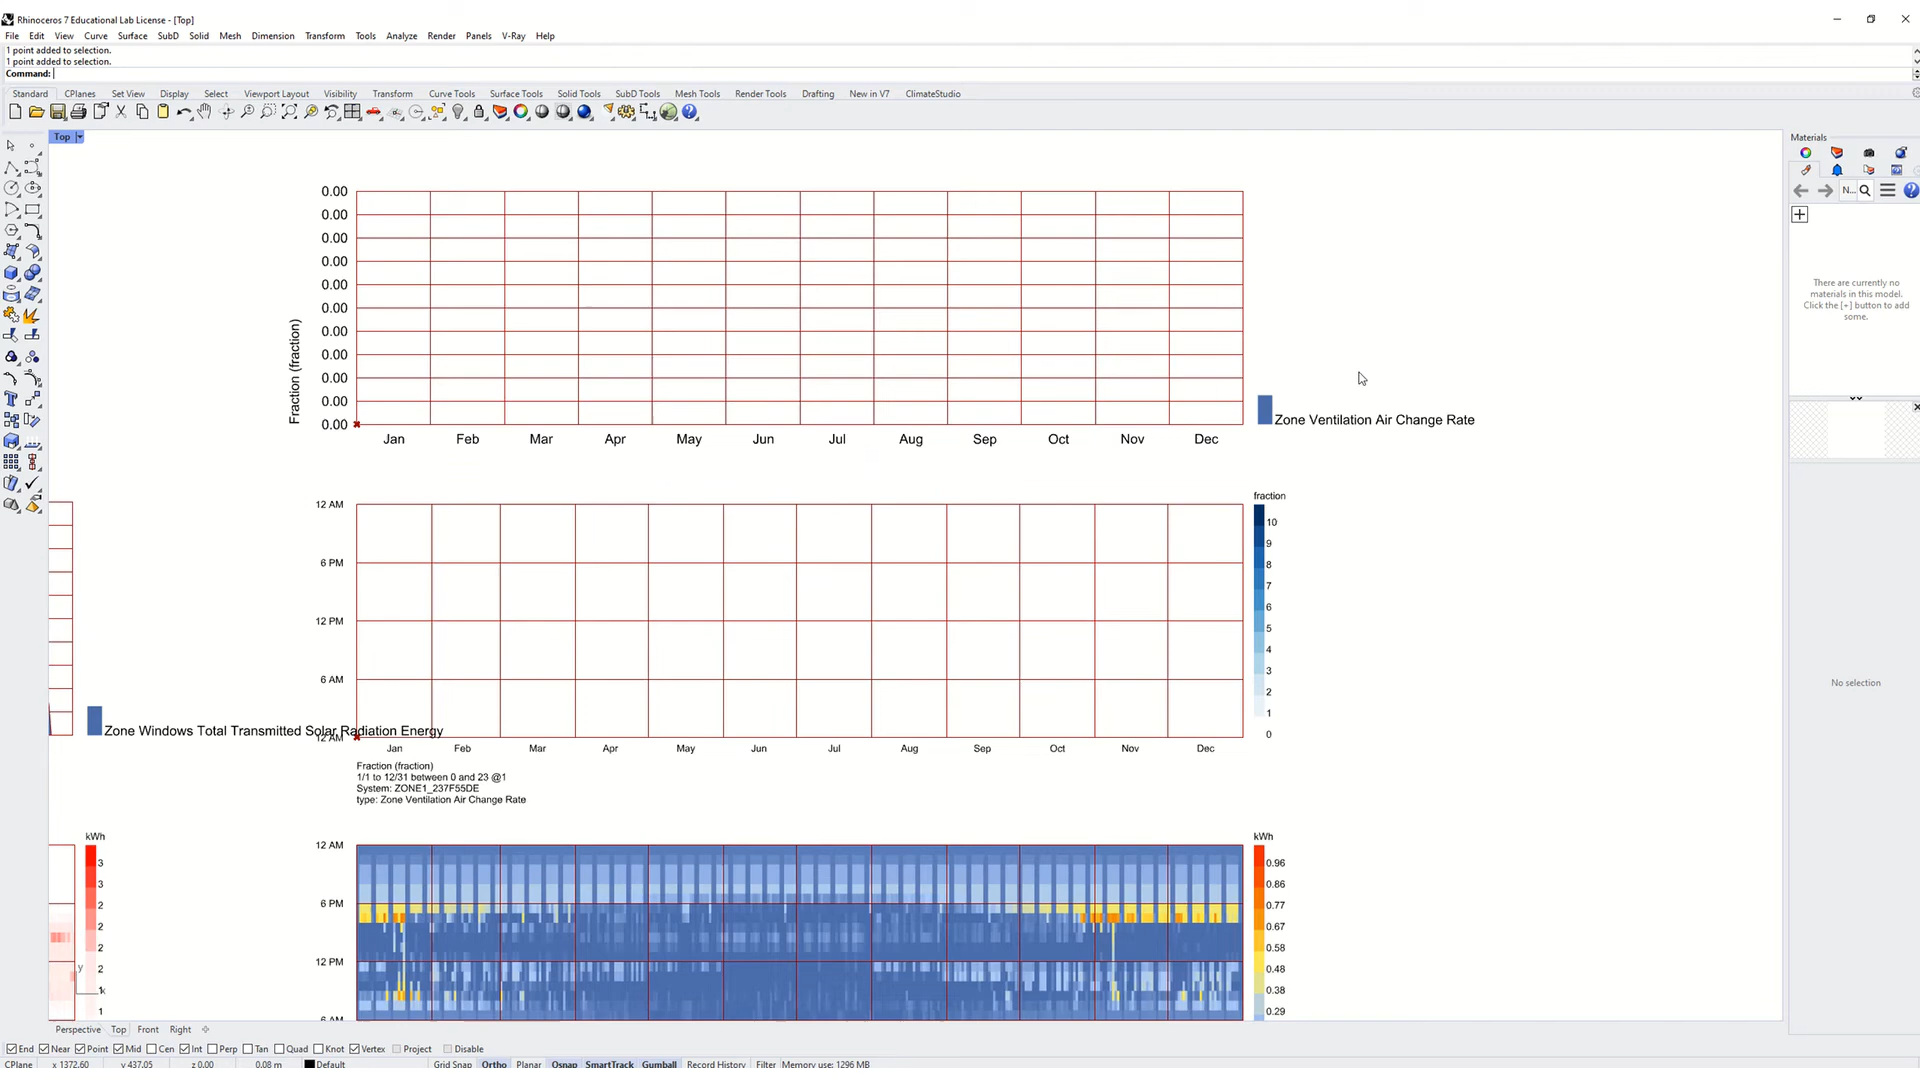 Rhinoceros 7 Educational Lab License - [Top]
File Edit View Curve Surface SubD Solid Mesh Dimension Transform Tools Analyze Render Panels V-Ray Help
1 point added to selection.
1 point added to selection.
Command:
Standard CPlanes Set View Display Select Viewport Layout Visibility Transform Curve Tools Surface Tools Solid Tools SubD Tools Mesh Tools Render Tools Drafting New in V7 ClimateStudio
Top
Materials
N...
There are currently no
materials in this model.
Click the [+] button to add
some.
No selection
0.00
0.00
0.00
0.00
0.00
0.00
0.00
0.00
0.00
0.00
0.00
Fraction (fraction)
Jan Feb Mar Apr May Jun Jul Aug Sep Oct Nov Dec
Zone Ventilation Air Change Rate
12 AM
6 PM
12 PM
6 AM
12 AM
Jan Feb Mar Apr May Jun Jul Aug Sep Oct Nov Dec
fraction
10
9
8
7
6
5
4
3
2
1
0
Zone Windows Total Transmitted Solar Radiation Energy
Fraction (fraction)
1/1 to 12/31 between 0 and 23 @1
System: ZONE1_237F55DE
type: Zone Ventilation Air Change Rate
kWh
3
3
2
2
2
2
1
1
y
x
12 AM
6 PM
12 PM
6 AM
kWh
0.96
0.86
0.77
0.67
0.58
0.48
0.38
0.29
Perspective Top Front Right
End Near Point Mid Cen Int Perp Tan Quad Knot Vertex Project Disable
CPlane x 1372.60 y 437.05 z 0.00 0.08 m Default Grid Snap Ortho Planar Osnap SmartTrack Gumball Record History Filter Memory use: 1296 MB